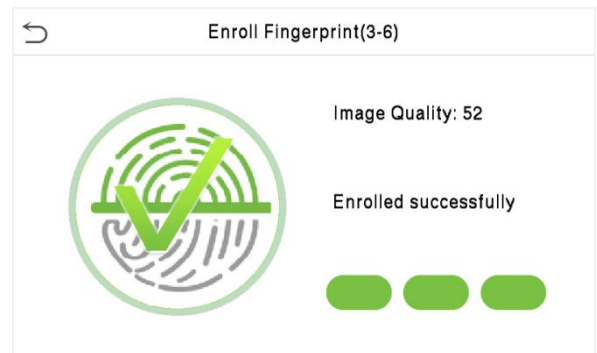 Enroll Fingerprint(3-6)
Image Quality: 52
Enrolled successfully